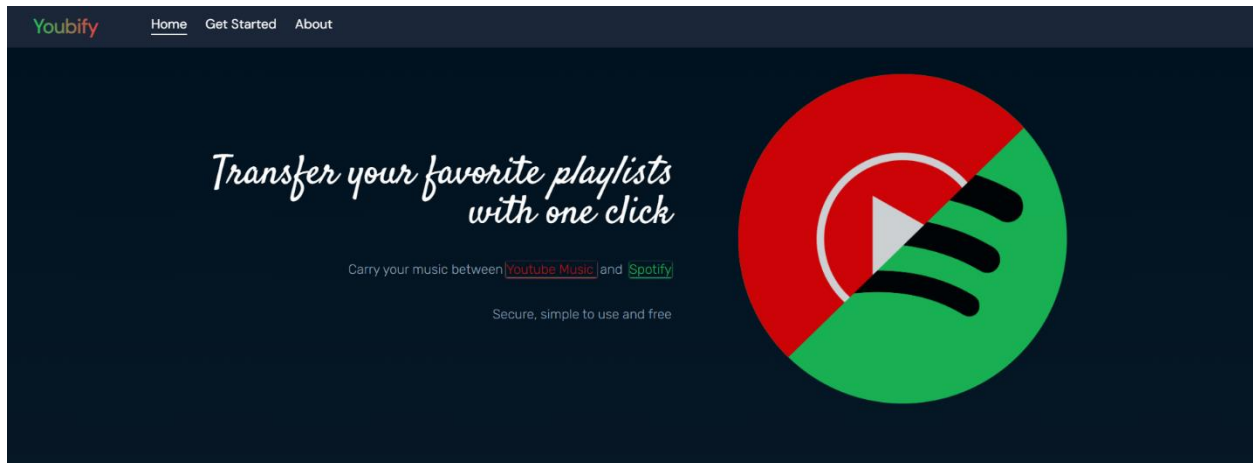 Youbify Home Get Started About
Transfer your favorite playlists
with one click
Carry your music between Youtube Music and Spotify
Secure, simple to use and free